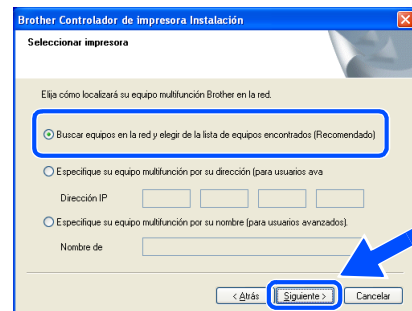 Brother Controlador de impresora Instalación
Seleccionar impresora
Elija cómo localizará su equipo multifunción Brother en la red.
Buscar equipos en la red y elegir de la lista de equipos encontrados (Recomendado)
Especifique su equipo multifunción por su dirección (para usuarios ava
Dirección IP
Especifique su equipo multifunción por su nombre (para usuarios avanzados).
Nombre de
< Atrás Siguiente > Cancelar